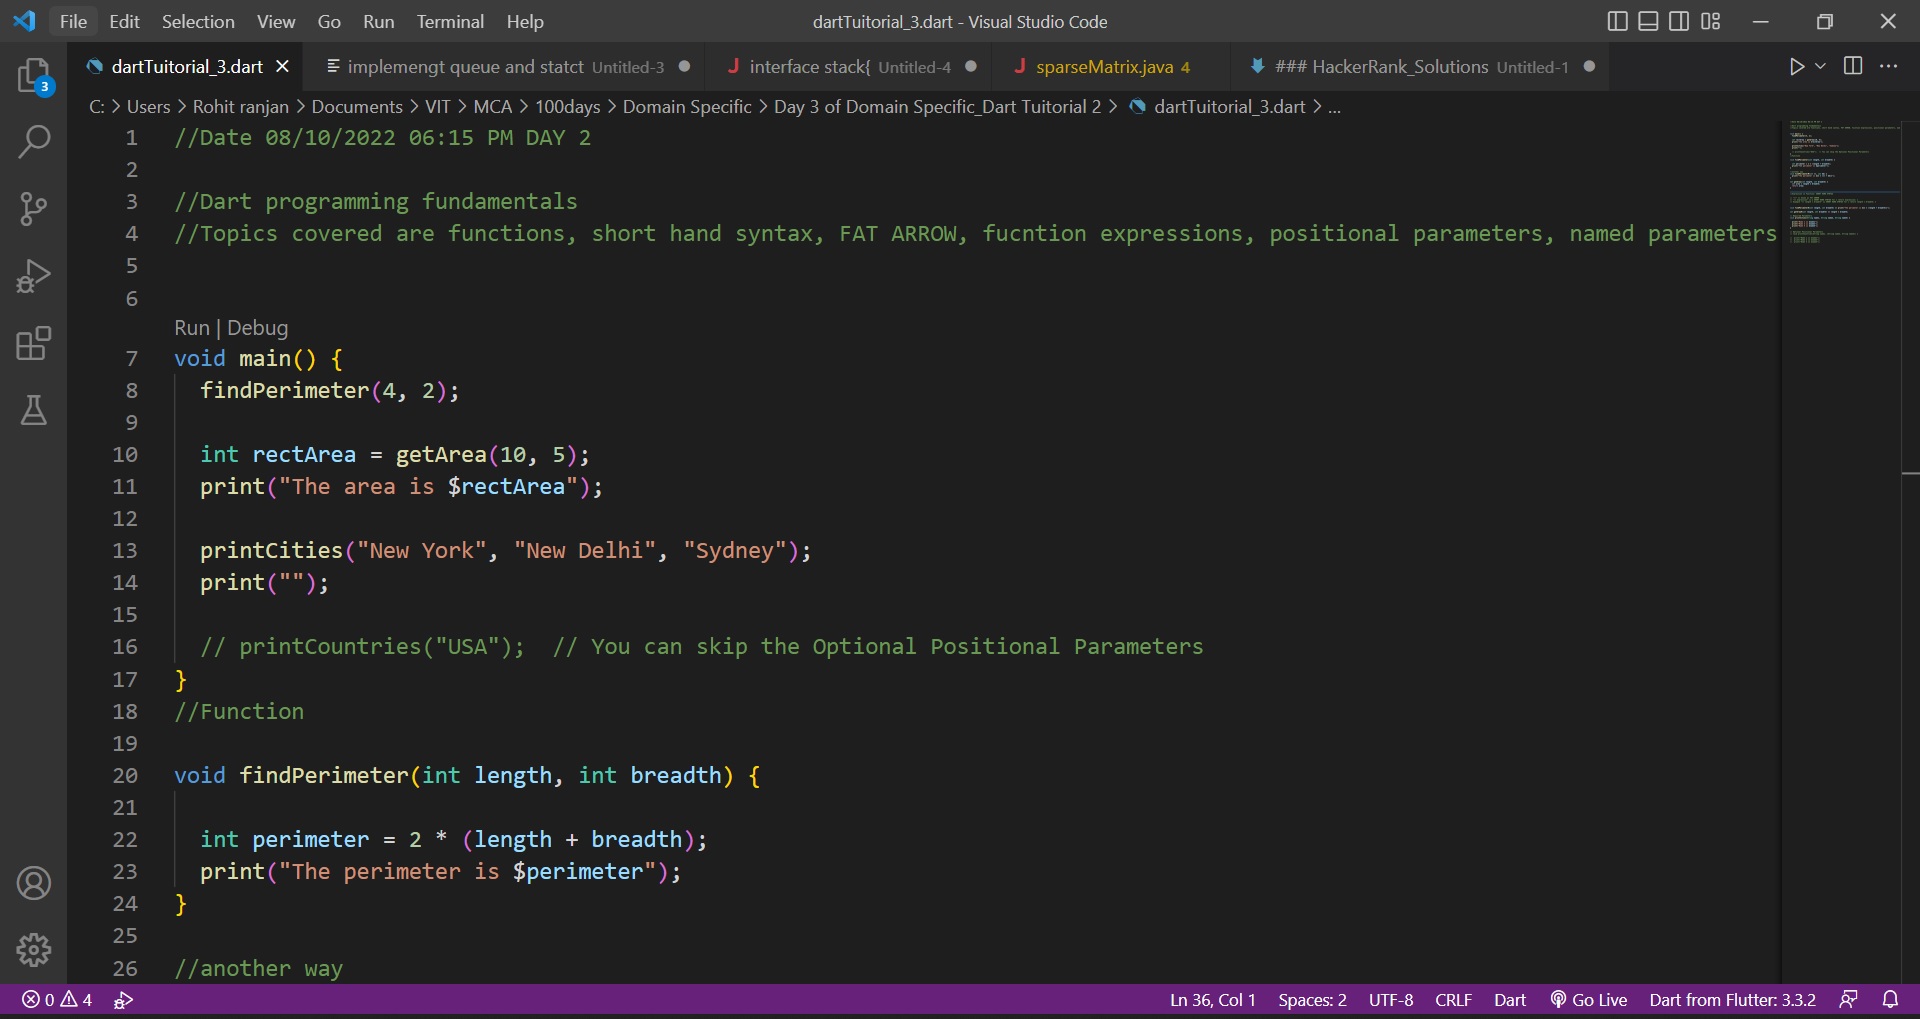 File Edit Selection View Go Run Terminal Help dartTuitorial_3.dart - Visual Studio Code
dartTuitorial_3.dart implemengt queue and statct Untitled-3 J interface stack{ Untitled-4 J sparseMatrix.java 4 ### HackerRank_Solutions Untitled-1
3
C: > Users > Rohit ranjan > Documents > VIT > MCA > 100days > Domain Specific > Day 3 of Domain Specific_Dart Tuitorial 2 > dartTuitorial_3.dart > ...
1 //Date 08/10/2022 06:15 PM DAY 2
2
3 //Dart programming fundamentals
4 //Topics covered are functions, short hand syntax, FAT ARROW, fucntion expressions, positional parameters, named parameters
5
6
Run | Debug
7 void main() {
8 findPerimeter(4, 2);
9
10 int rectArea = getArea(10, 5);
11 print("The area is $rectArea");
12
13 printCities("New York", "New Delhi", "Sydney");
14 print("");
15
16 // printCountries("USA");  // You can skip the Optional Positional Parameters
17 }
18 //Function
19
20 void findPerimeter(int length, int breadth) {
21
22 int perimeter = 2 * (length + breadth);
23 print("The perimeter is $perimeter");
24 }
25
26 //another way
0 4 Ln 36, Col 1 Spaces: 2 UTF-8 CRLF Dart Go Live Dart from Flutter: 3.3.2